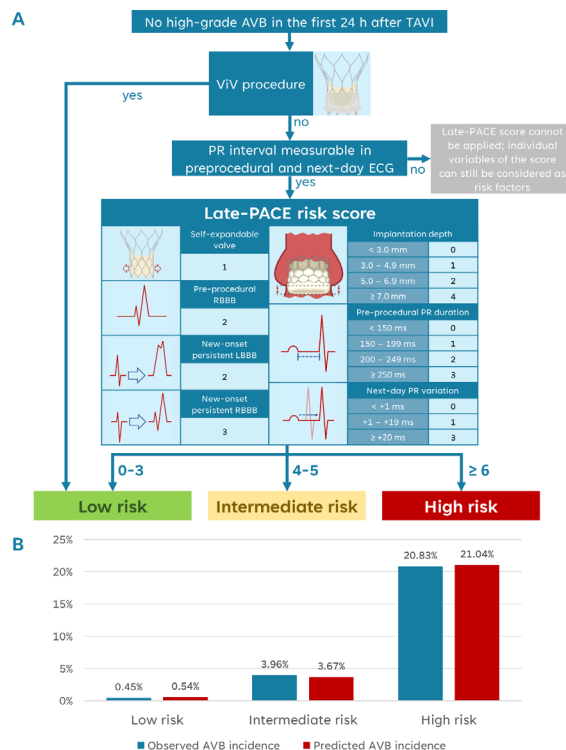 A
No high-grade AVB in the first 24 h after TAVI
ViV procedure
yes
no
PR interval measurable in
preprocedural and next-day ECG
no
Late-PACE score cannot
be applied; individual
variables of the score
can still be considered as
risk factors
yes
Late-PACE risk score
Self-expandable
valve
1
Pre-procedural
RBBB
2
New-onset
persistent LBBB
2
New-onset
persistent RBBB
3
Implantation depth
< 3.0 mm 0
3.0 – 4.9 mm 1
5.0 – 6.9 mm 2
≥ 7.0 mm 4
Pre-procedural PR duration
< 150 ms 0
150 – 199 ms 1
200 – 249 ms 2
≥ 250 ms 3
Next-day PR variation
< +1 ms 0
+1 – +19 ms 1
≥ +20 ms 3
0-3
4-5
≥ 6
Low risk
Intermediate risk
High risk
B
25%
20%
15%
10%
5%
0%
0.45%
0.54%
3.96%
3.67%
20.83%
21.04%
Low risk
Intermediate risk
High risk
Observed AVB incidence
Predicted AVB incidence